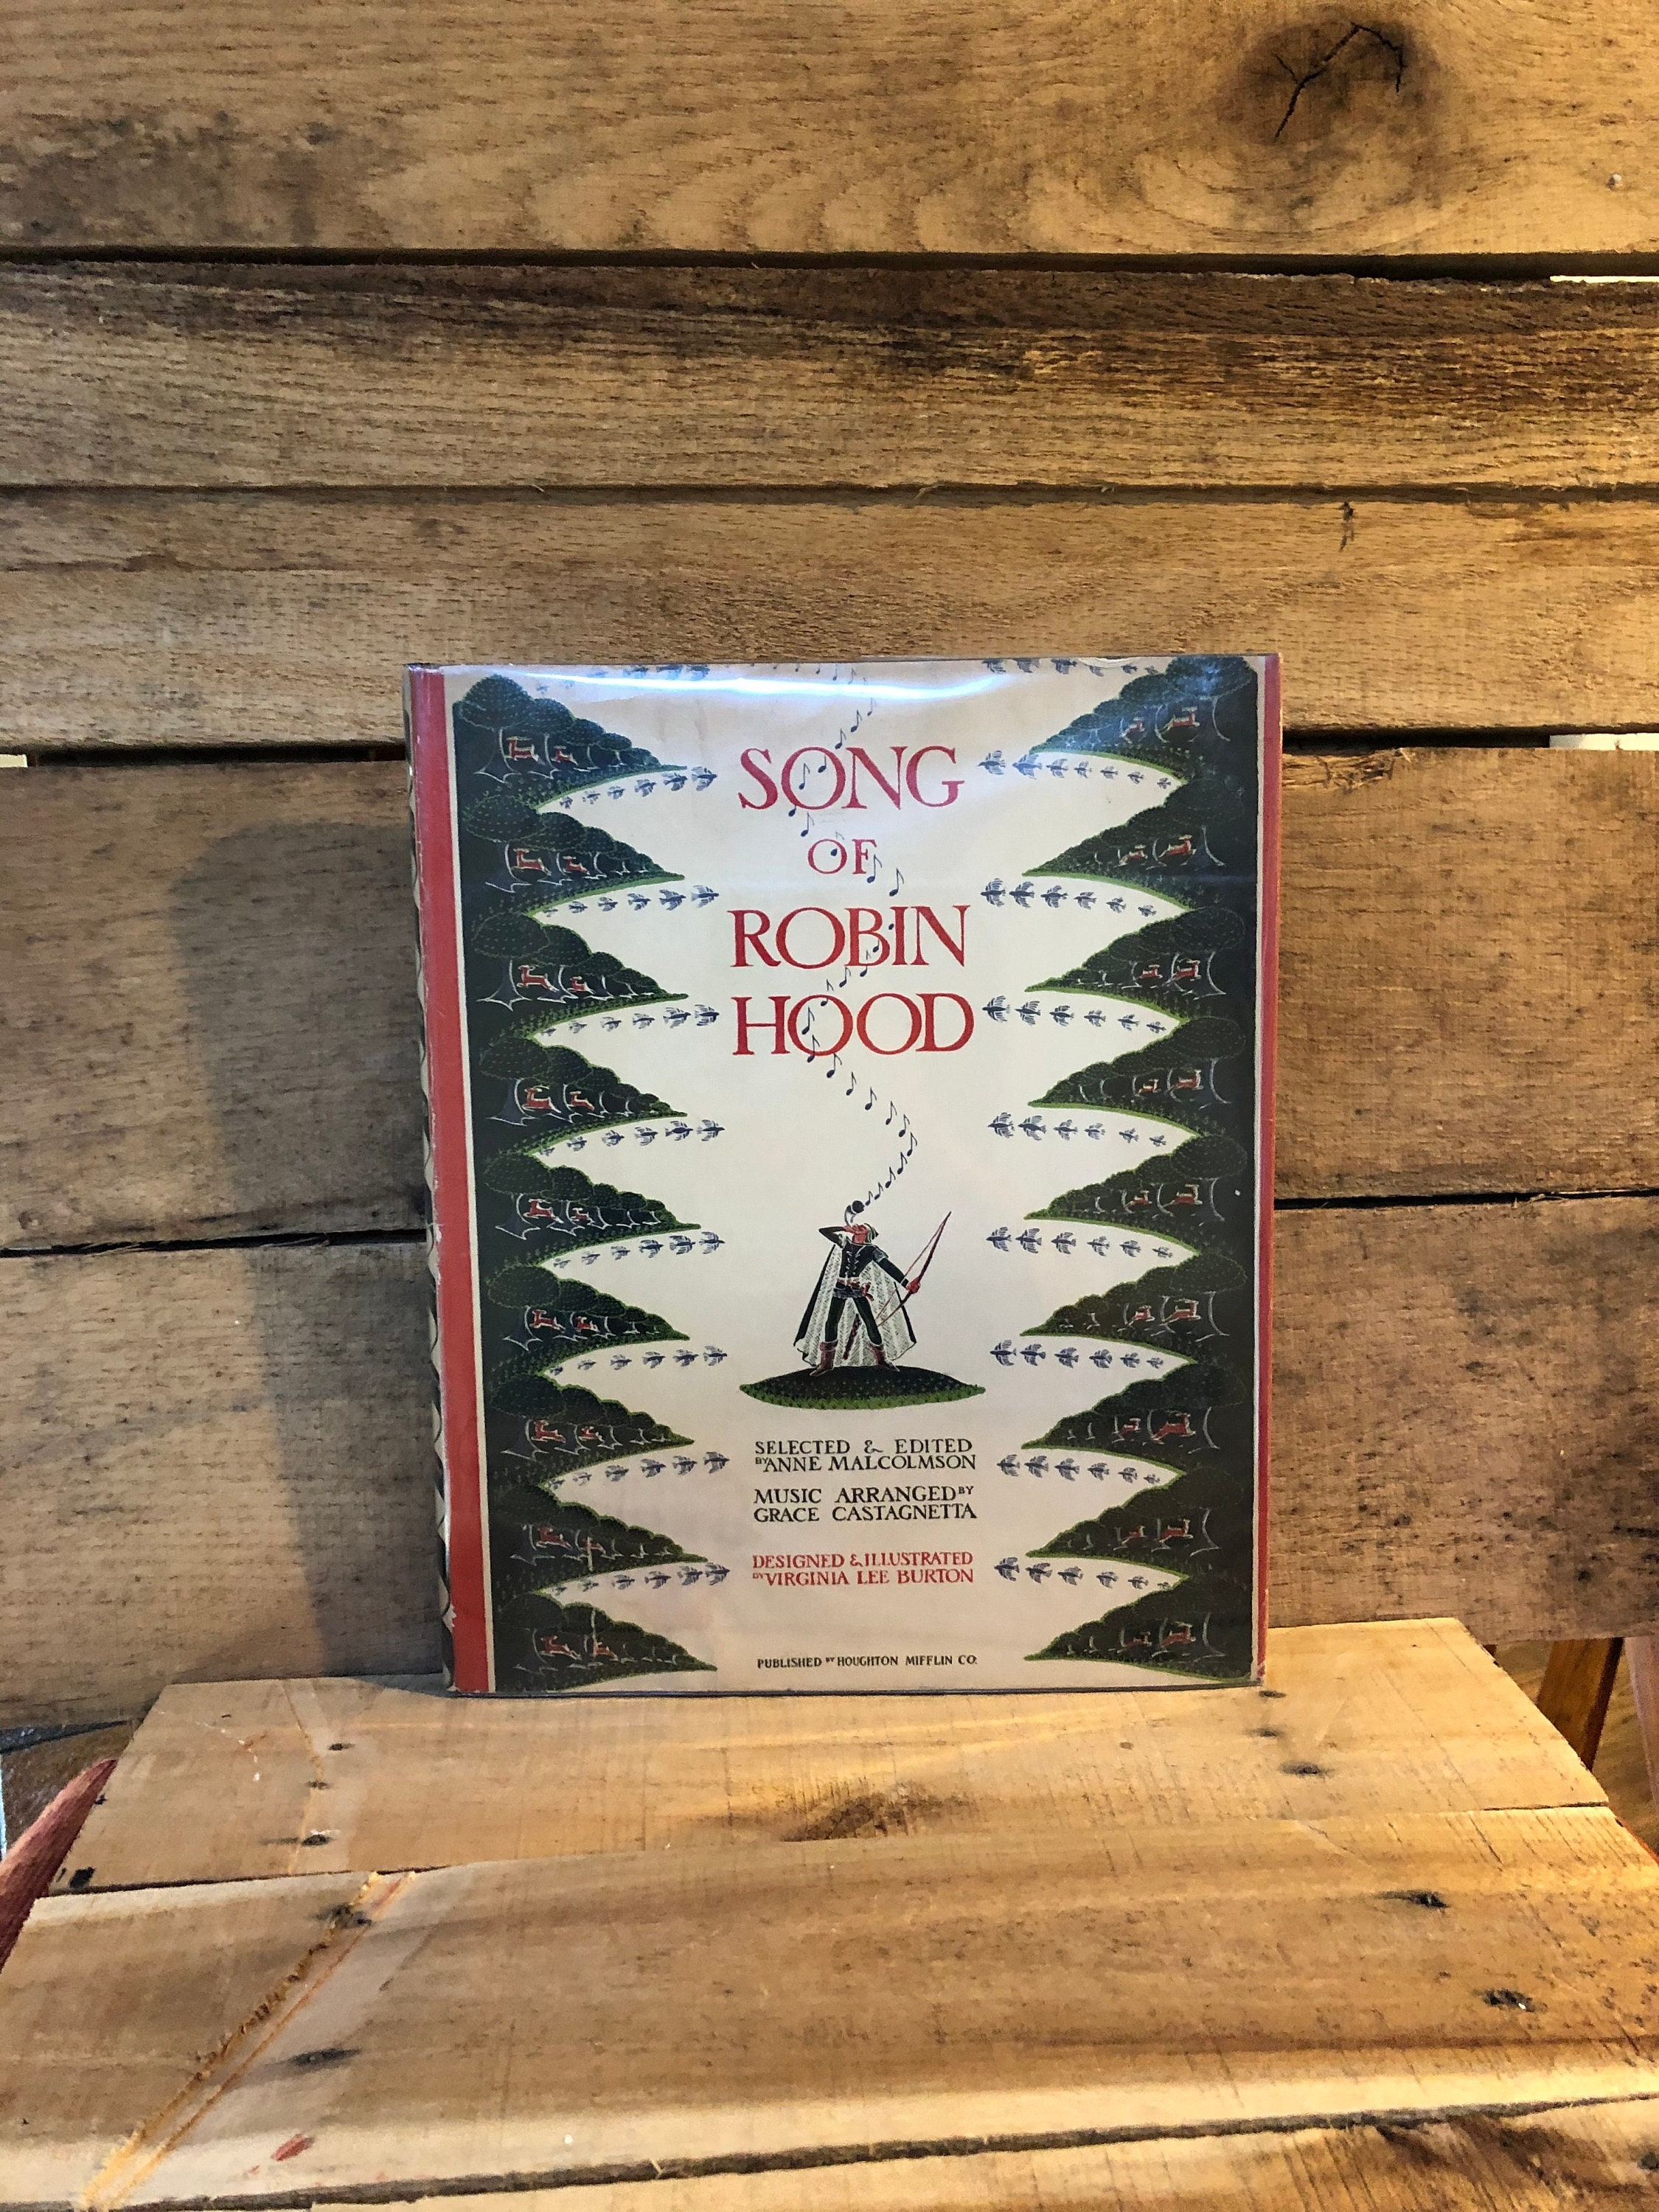 SONG
OF
ROBIN
HOOD
SELECTED & EDITED
BY ANNE MALCOLMSON
MUSIC ARRANGED BY
GRACE CASTAGNETTA
DESIGNED & ILLUSTRATED
BY VIRGINIA LEE BURTON
PUBLISHED BY HOUGHTON MIFFLIN CO.